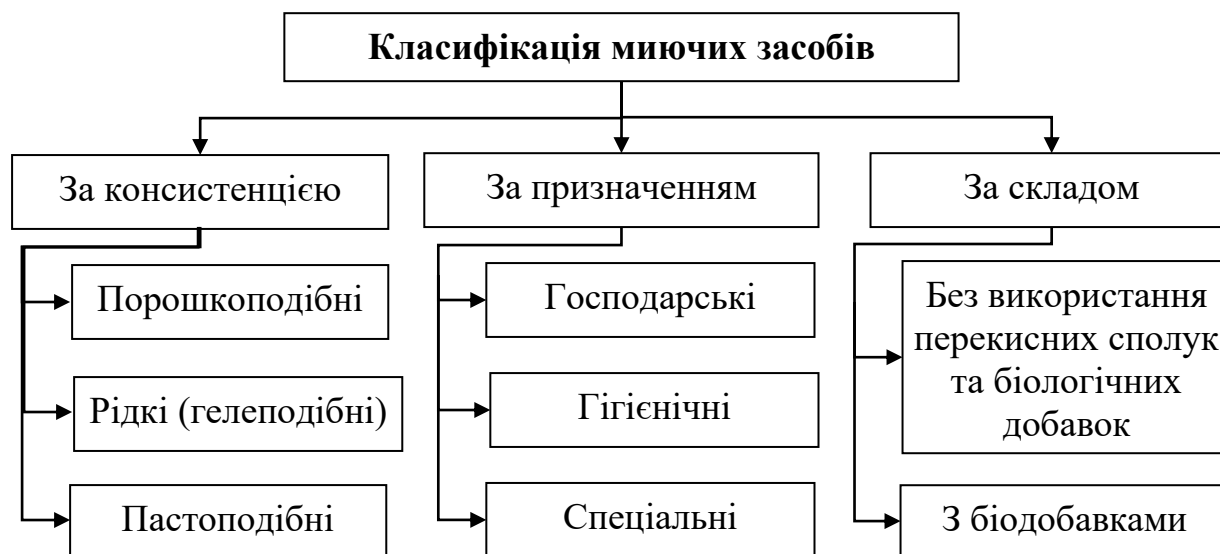 Класифікація миючих засобів
За консистенцією
За призначенням
За складом
Порошкоподібні
Рідкі (гелеподібні)
Пастоподібні
Господарські
Гігієнічні
Спеціальні
Без використання
перекисних сполук
та біологічних
добавок
З біодобавками